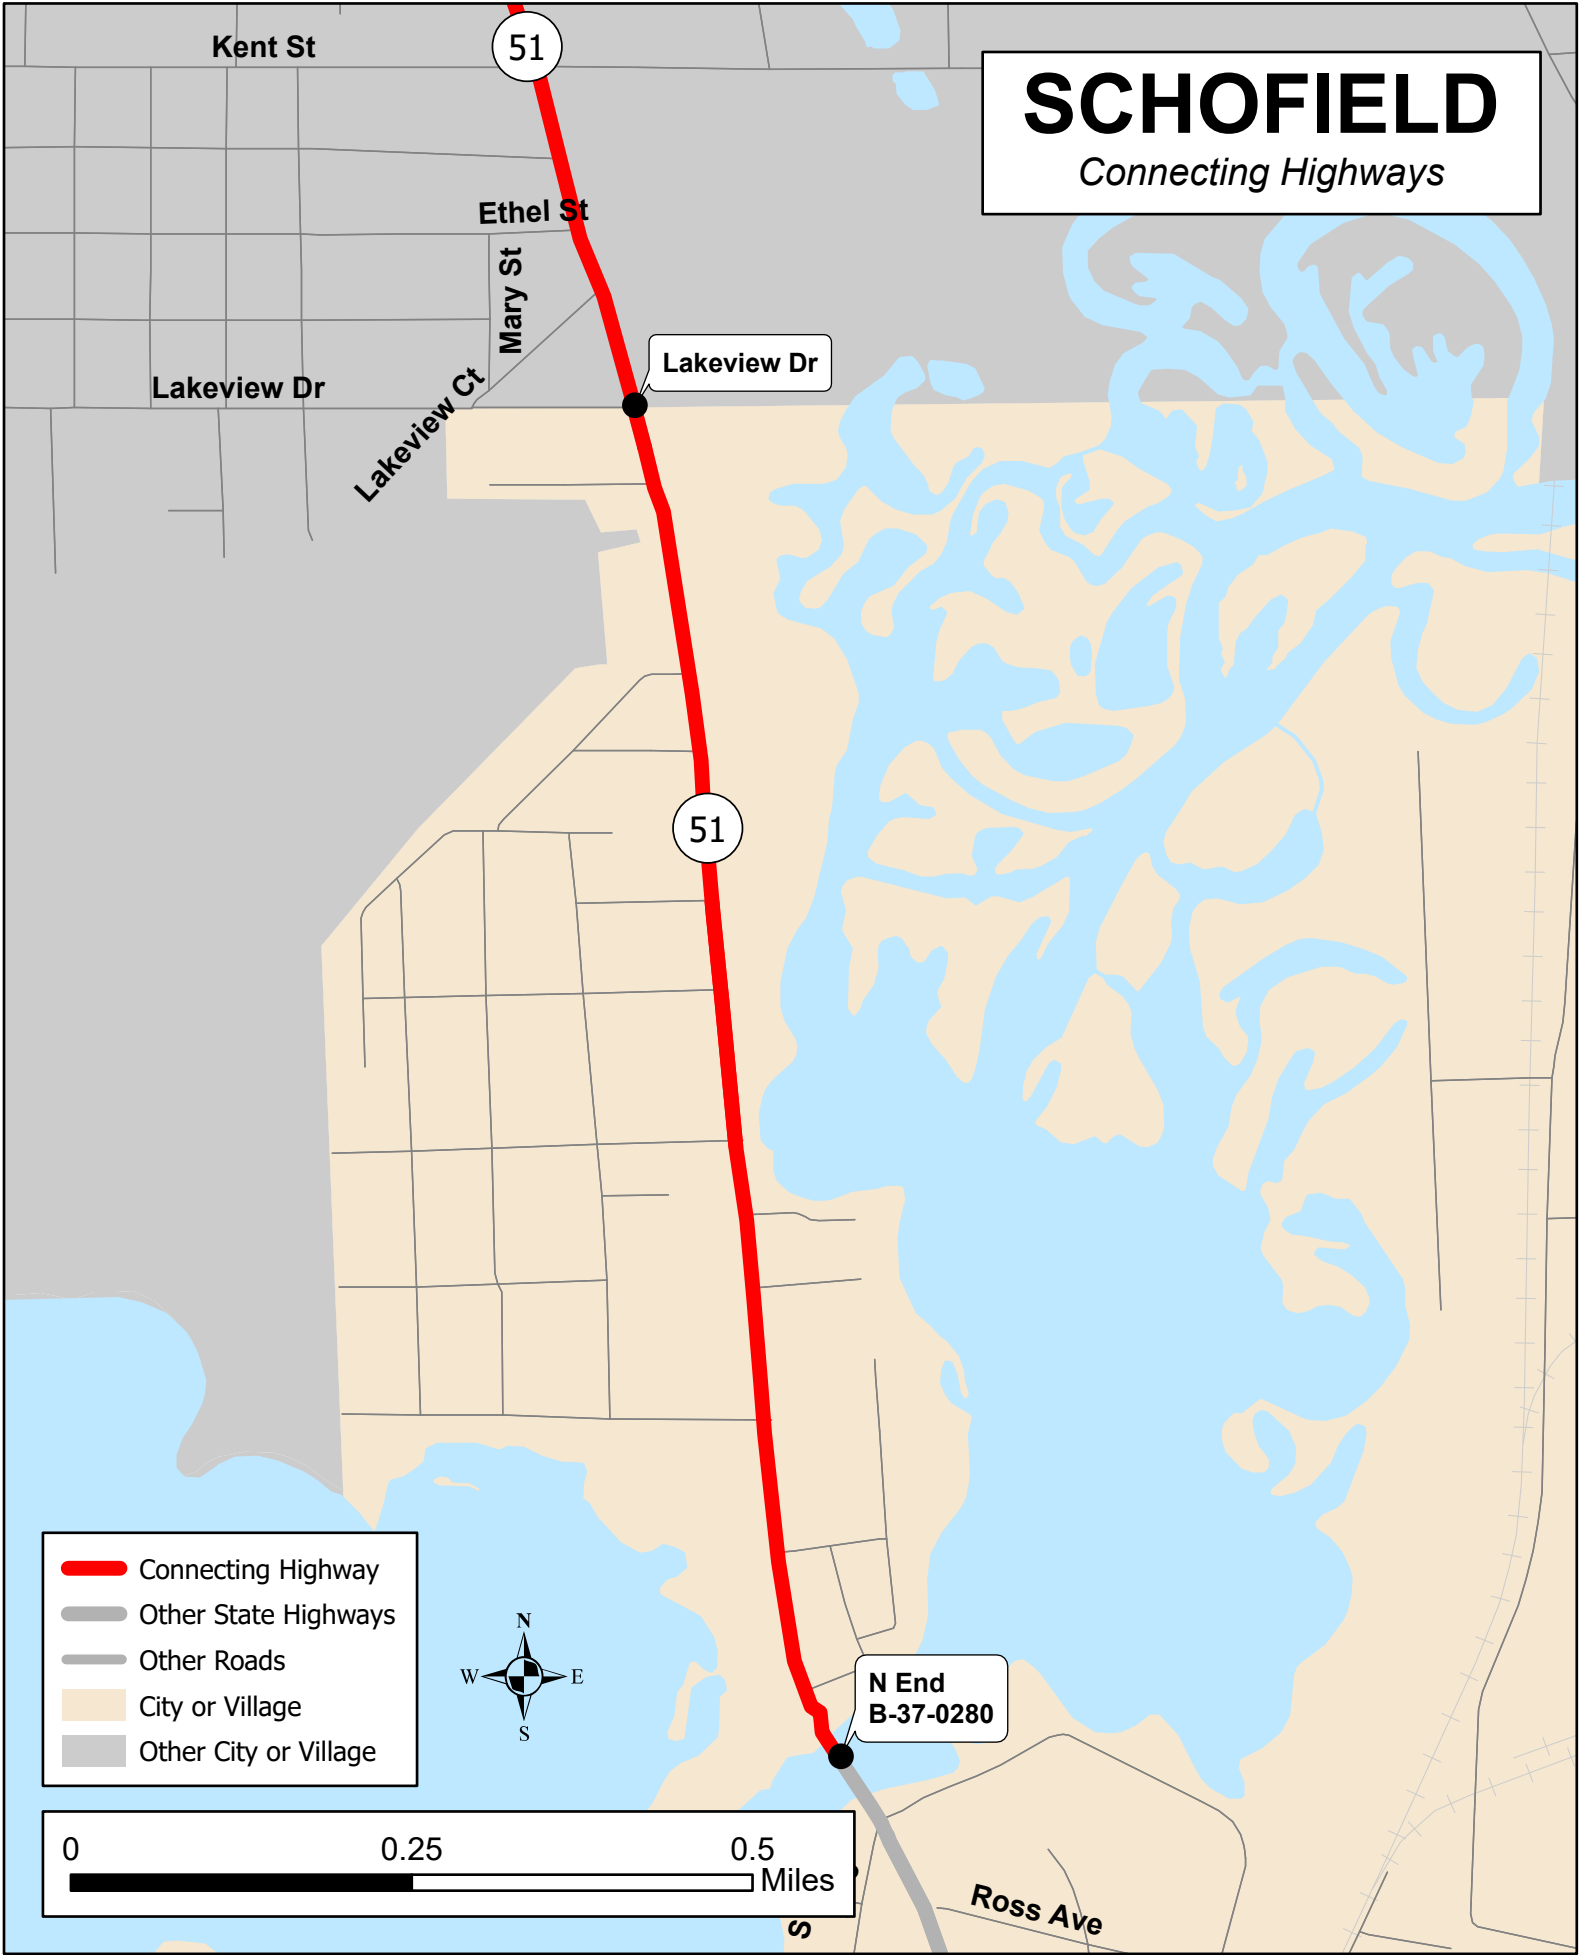 Kent St
51
SCHOFIELD
Connecting Highways
Ethel St
Mary St
Lakeview Dr
Lakeview Dr
Lakeview Ct
51
Connecting Highway
Other State Highways
Other Roads
City or Village
Other City or Village
N
W E
S
N End
B-37-0280
0 0.25 0.5
Miles
Ross Ave